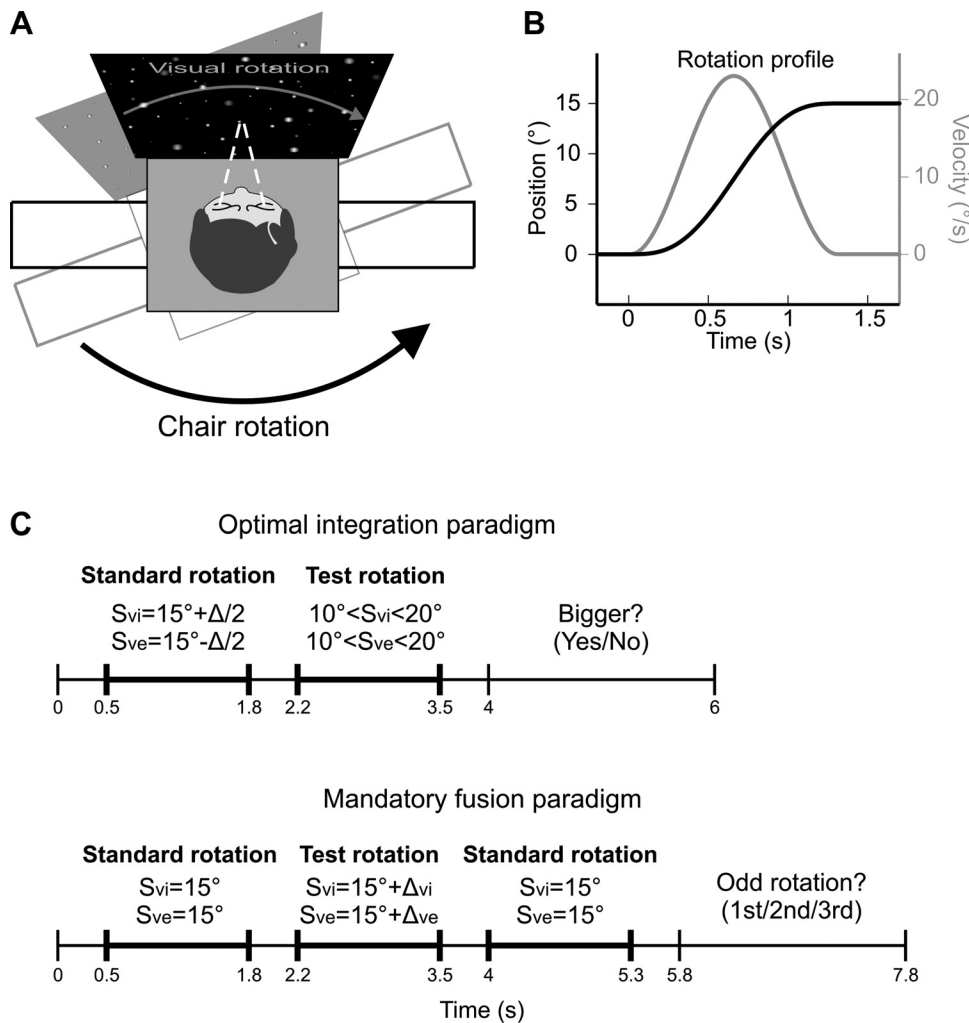 A
Visual rotation
Chair rotation
B
Rotation profile
Position (°)
15
10
5
0
Velocity (°/s)
20
10
0
0 0.5 1 1.5
Time (s)
C
Optimal integration paradigm
Standard rotation Test rotation
Svi=15°+Δ/2 10°<Svi<20° Bigger?
Sve=15°-Δ/2 10°<Sve<20° (Yes/No)
0 0.5 1.8 2.2 3.5 4 6
Mandatory fusion paradigm
Standard rotation Test rotation Standard rotation
Svi=15° Svi=15°+Δvi Svi=15° Odd rotation?
Sve=15° Sve=15°+Δve Sve=15° (1st/2nd/3rd)
0 0.5 1.8 2.2 3.5 4 5.3 5.8 7.8
Time (s)